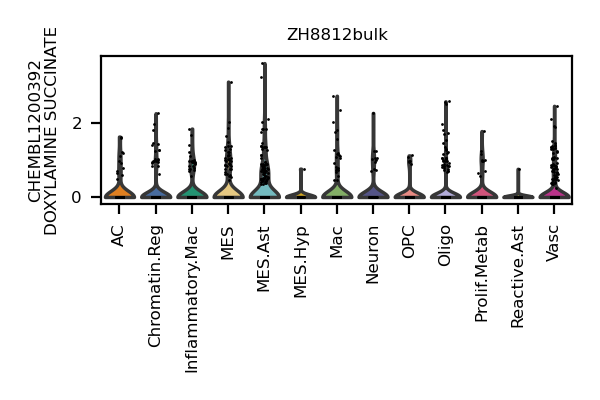 ZH8812bulk
CHEMBL1200392
DOXYLAMINE SUCCINATE
2
0
AC
Chromatin.Reg
Inflammatory.Mac
MES
MES.Ast
MES.Hyp
Mac
Neuron
OPC
Oligo
Prolif.Metab
Reactive.Ast
Vasc